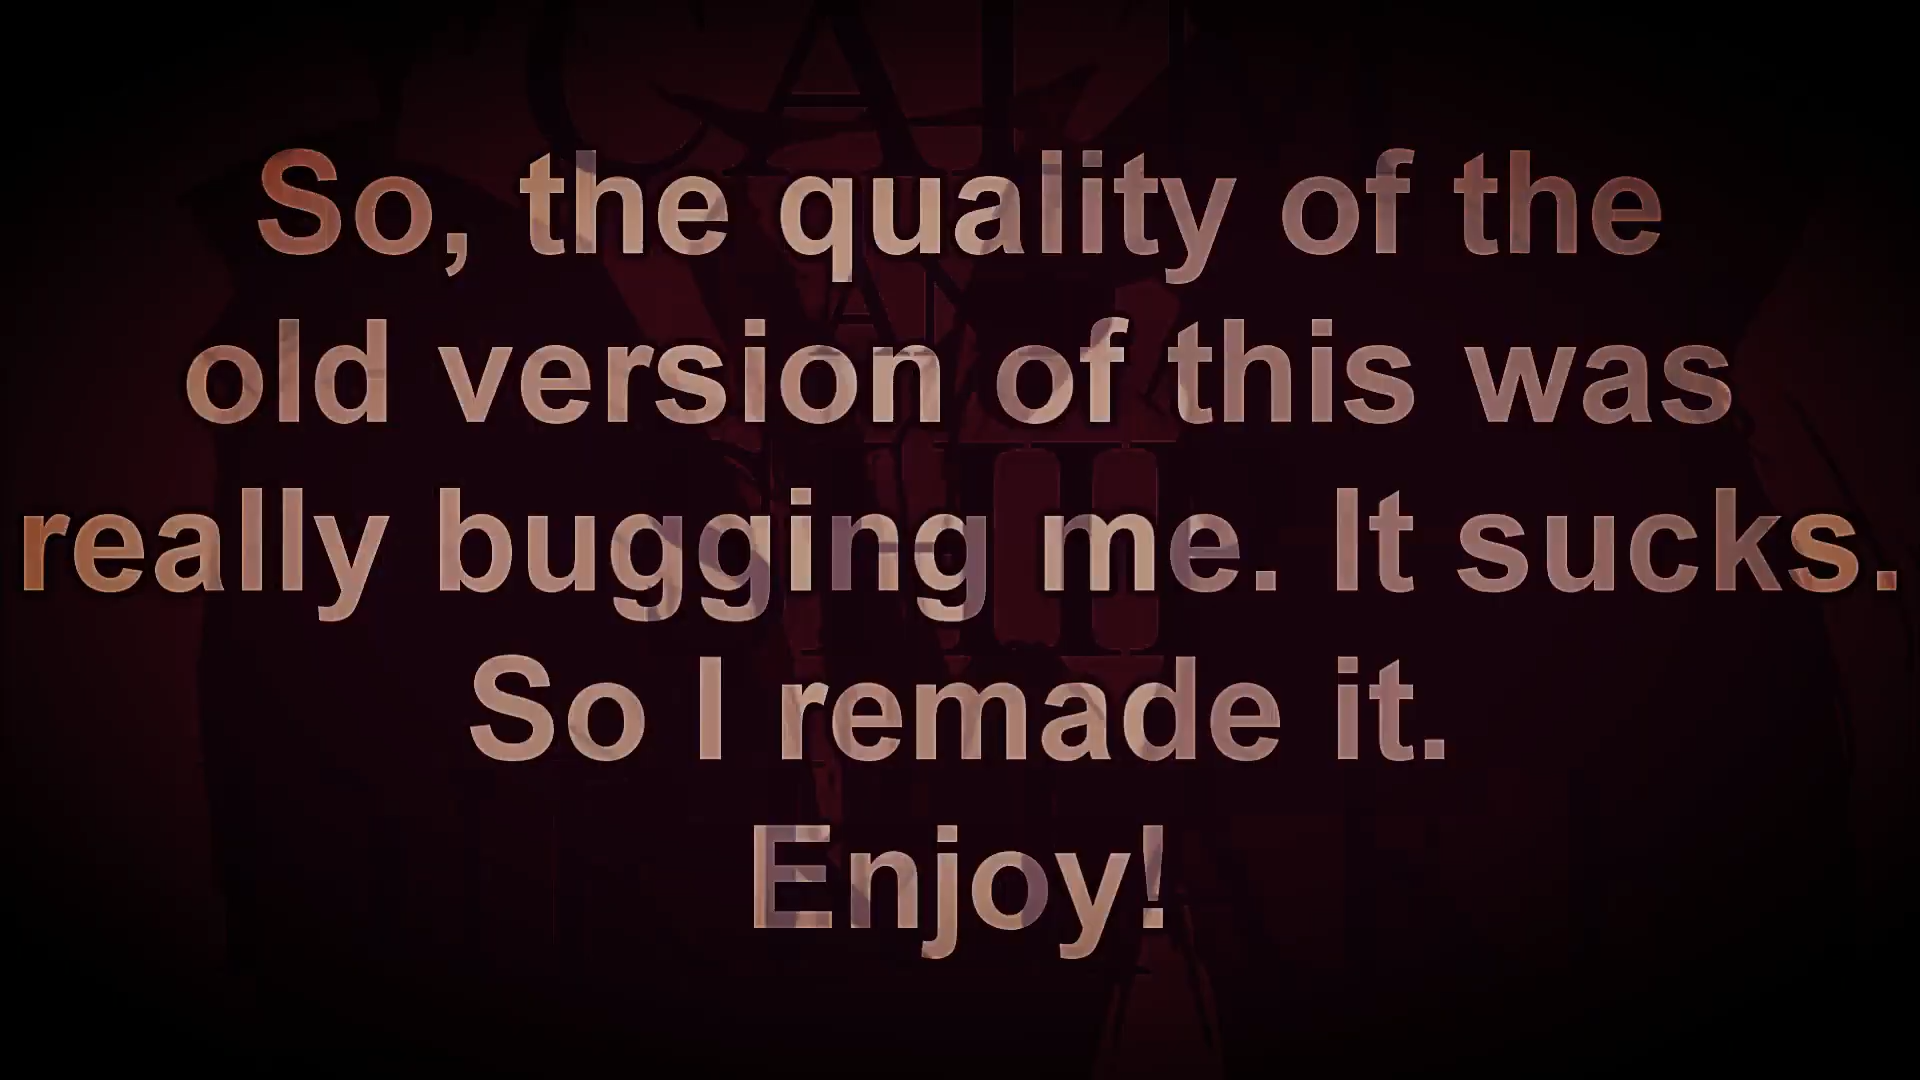 So, the quality of the
old version of this was
really bugging me. It sucks.
So I remade it.
Enjoy!